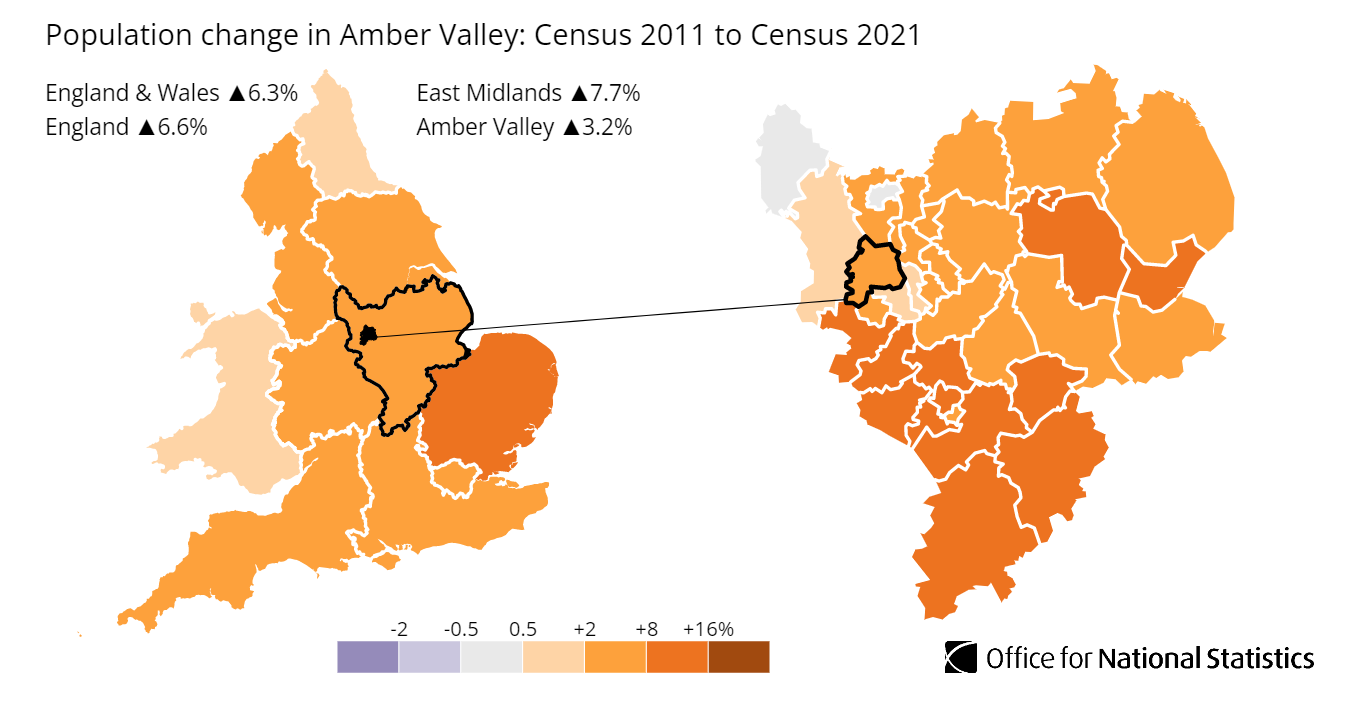 Population change in Amber Valley: Census 2011 to Census 2021
England & Wales ▲6.3%
East Midlands ▲7.7%
England ▲6.6%
Amber Valley ▲3.2%
-2 -0.5 0.5 +2 +8 +16%
Office for National Statistics